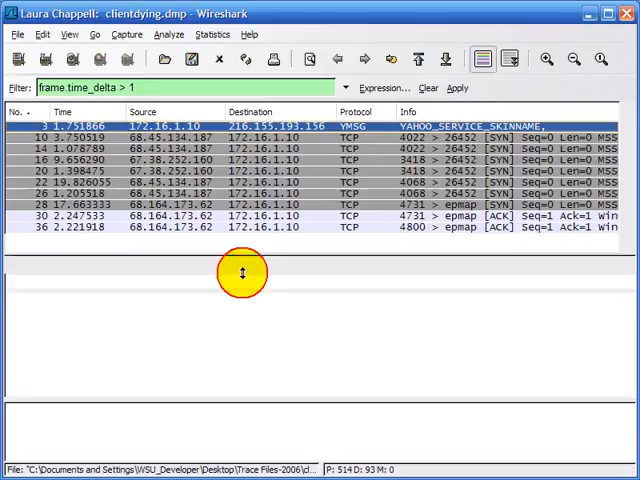 Laura Chappell: clientdying.dmp - Wireshark
File Edit View Go Capture Analyze Statistics Help
Filter: frame.time_delta > 1 Expression... Clear Apply
No. . Time Source Destination Protocol Info
3 1.751866 172.16.1.10 216.155.193.156 YMSG YAHOO_SERVICE_SKINNAME,
10 3.750519 68.45.134.187 172.16.1.10 TCP 4022 > 26452 [SYN] Seq=0 Len=0 MSS
14 1.078789 68.45.134.187 172.16.1.10 TCP 4022 > 26452 [SYN] Seq=0 Len=0 MSS
16 9.656290 67.38.252.160 172.16.1.10 TCP 3418 > 26452 [SYN] Seq=0 Len=0 MSS
20 1.398475 67.38.252.160 172.16.1.10 TCP 3418 > 26452 [SYN] Seq=0 Len=0 MSS
22 19.826055 68.45.134.187 172.16.1.10 TCP 4068 > 26452 [SYN] Seq=0 Len=0 MSS
26 1.205518 68.45.134.187 172.16.1.10 TCP 4068 > 26452 [SYN] Seq=0 Len=0 MSS
28 17.663333 68.164.173.62 172.16.1.10 TCP 4731 > epmap [SYN] Seq=0 Len=0 MSS
30 2.247533 68.164.173.62 172.16.1.10 TCP 4731 > epmap [ACK] Seq=1 Ack=1 Win
36 2.221918 68.164.173.62 172.16.1.10 TCP 4800 > epmap [ACK] Seq=1 Ack=1 Win
File: "C:\Documents and Settings\WSU_Developer\Desktop\Trace Files-2006\cl... P: 514 D: 93 M: 0